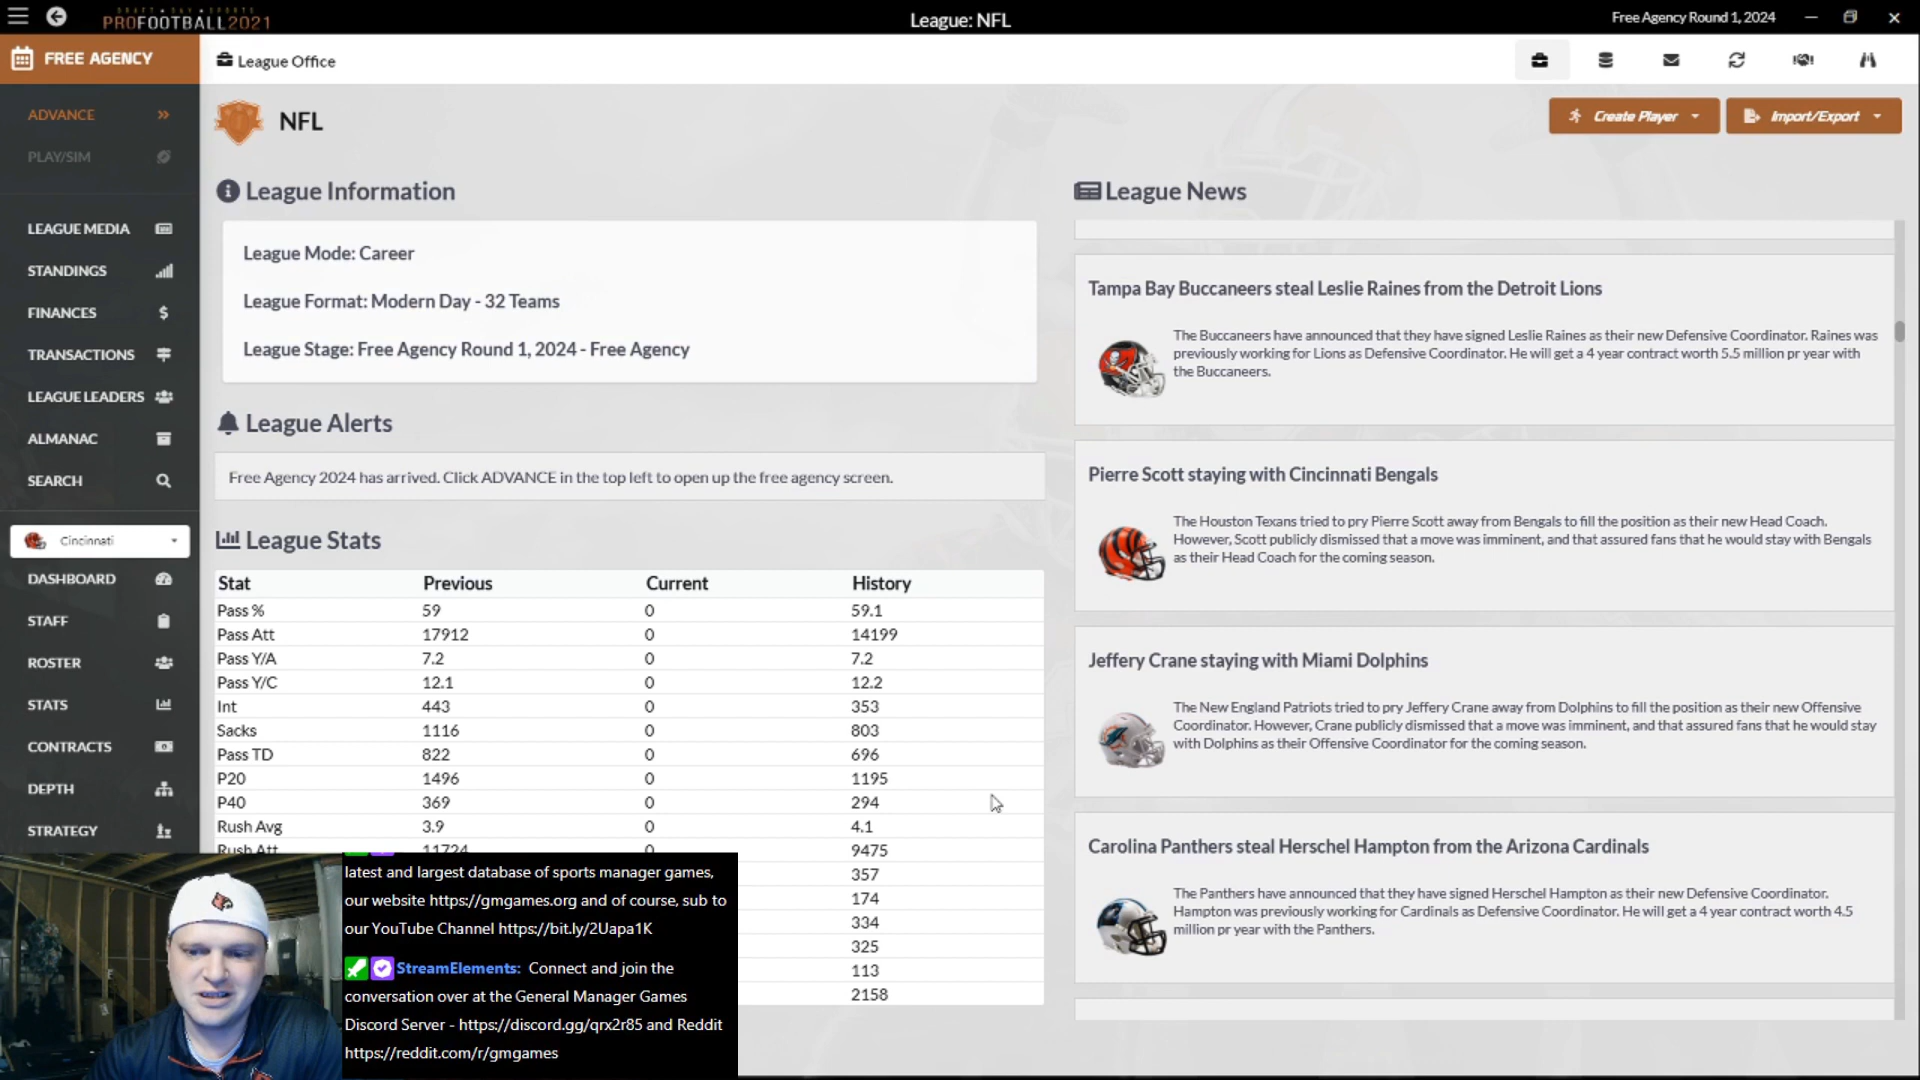 DRAFT DAY SPORTS
PROFOOTBALL2021
League: NFL
Free Agency Round 1, 2024
FREE AGENCY
League Office
ADVANCE
PLAY/SIM
LEAGUE MEDIA
STANDINGS
FINANCES
TRANSACTIONS
LEAGUE LEADERS
ALMANAC
SEARCH
Cincinnati
DASHBOARD
STAFF
ROSTER
STATS
CONTRACTS
DEPTH
STRATEGY
NFL
Create Player
Import/Export
League Information
League Mode: Career
League Format: Modern Day - 32 Teams
League Stage: Free Agency Round 1, 2024 - Free Agency
League Alerts
Free Agency 2024 has arrived. Click ADVANCE in the top left to open up the free agency screen.
League Stats
Stat Previous Current History
Pass % 59 0 59.1
Pass Att 17912 0 14199
Pass Y/A 7.2 0 7.2
Pass Y/C 12.1 0 12.2
Int 443 0 353
Sacks 1116 0 803
Pass TD 822 0 696
P20 1496 0 1195
P40 369 0 294
Rush Avg 3.9 0 4.1
Rush Att 11724 0 9475
357
174
334
325
113
2158
League News
Tampa Bay Buccaneers steal Leslie Raines from the Detroit Lions
The Buccaneers have announced that they have signed Leslie Raines as their new Defensive Coordinator. Raines was
previously working for Lions as Defensive Coordinator. He will get a 4 year contract worth 5.5 million pr year with
the Buccaneers.
Pierre Scott staying with Cincinnati Bengals
The Houston Texans tried to pry Pierre Scott away from Bengals to fill the position as their new Head Coach.
However, Scott publicly dismissed that a move was imminent, and that assured fans that he would stay with Bengals
as their Head Coach for the coming season.
Jeffery Crane staying with Miami Dolphins
The New England Patriots tried to pry Jeffery Crane away from Dolphins to fill the position as their new Offensive
Coordinator. However, Crane publicly dismissed that a move was imminent, and that assured fans that he would stay
with Dolphins as their Offensive Coordinator for the coming season.
Carolina Panthers steal Herschel Hampton from the Arizona Cardinals
The Panthers have announced that they have signed Herschel Hampton as their new Defensive Coordinator.
Hampton was previously working for Cardinals as Defensive Coordinator. He will get a 4 year contract worth 4.5
million pr year with the Panthers.
latest and largest database of sports manager games,
our website https://gmgames.org and of course, sub to
our YouTube Channel https://bit.ly/2Uapa1K
StreamElements: Connect and join the
conversation over at the General Manager Games
Discord Server - https://discord.gg/qrx2r85 and Reddit
https://reddit.com/r/gmgames